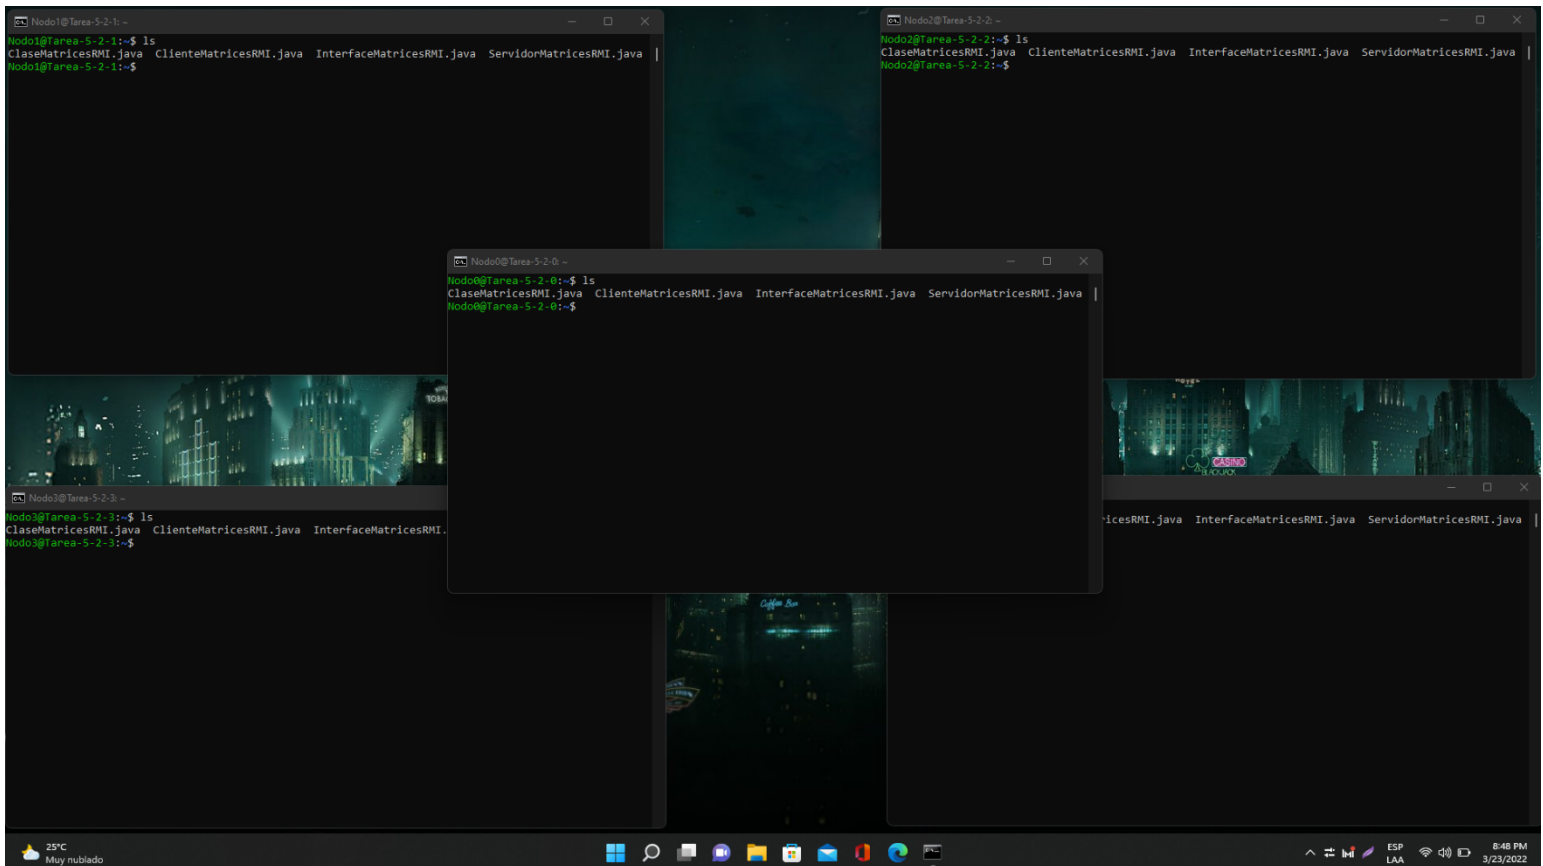 Nodo1@Tarea-5-2-1: ~
Nodo1@Tarea-5-2-1:~$ ls
ClaseMatricesRMI.java ClienteMatricesRMI.java InterfaceMatricesRMI.java ServidorMatricesRMI.java
Nodo1@Tarea-5-2-1:~$
Nodo2@Tarea-5-2-2: ~
Nodo2@Tarea-5-2-2:~$ ls
ClaseMatricesRMI.java ClienteMatricesRMI.java InterfaceMatricesRMI.java ServidorMatricesRMI.java
Nodo2@Tarea-5-2-2:~$
Nodo0@Tarea-5-2-0: ~
Nodo0@Tarea-5-2-0:~$ ls
ClaseMatricesRMI.java ClienteMatricesRMI.java InterfaceMatricesRMI.java ServidorMatricesRMI.java
Nodo0@Tarea-5-2-0:~$
CASINO
BLACKJACK
Nodo3@Tarea-5-2-3: ~
Nodo3@Tarea-5-2-3:~$ ls
ClaseMatricesRMI.java ClienteMatricesRMI.java InterfaceMatricesRMI.
Nodo3@Tarea-5-2-3:~$
icesRMI.java InterfaceMatricesRMI.java ServidorMatricesRMI.java
Coffee Bar
25°C
Muy nublado
ESP
LAA
8:48 PM
3/23/2022